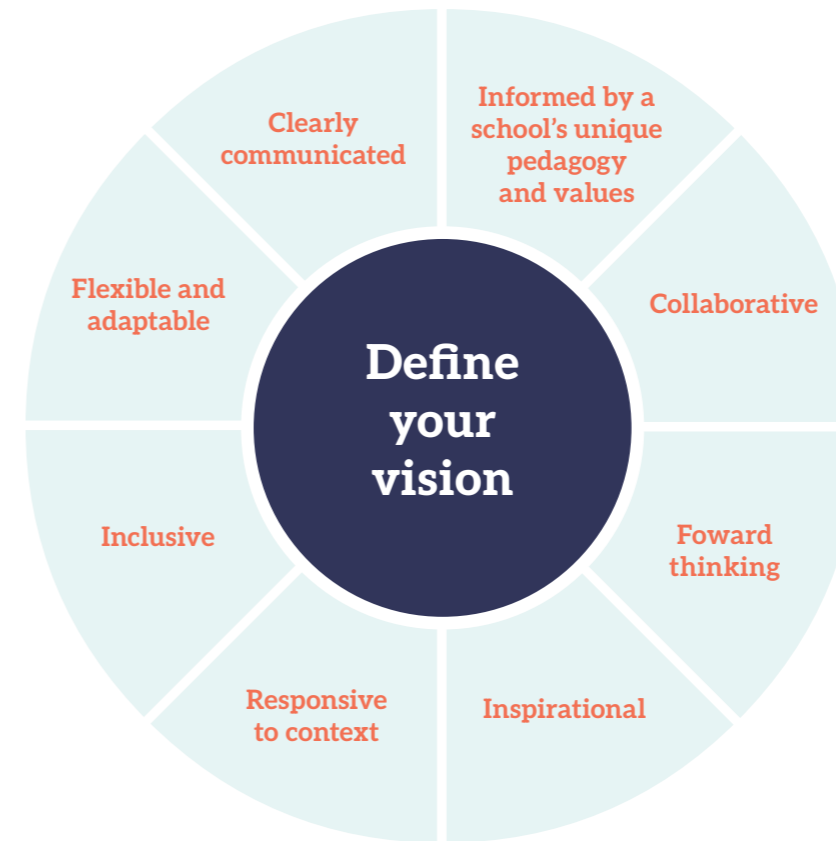 Define
your
vision
Informed by a
school’s unique
pedagogy
and values
Collaborative
Foward
thinking
Inspirational
Responsive
to context
Inclusive
Flexible and
adaptable
Clearly
communicated